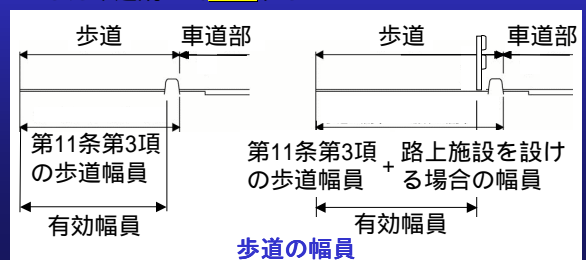 歩道 車道部 歩道 車道部
第11条第3項
の歩道幅員
有効幅員
第11条第3項 + 路上施設を設け
の歩道幅員 る場合の幅員
有効幅員
歩道の幅員